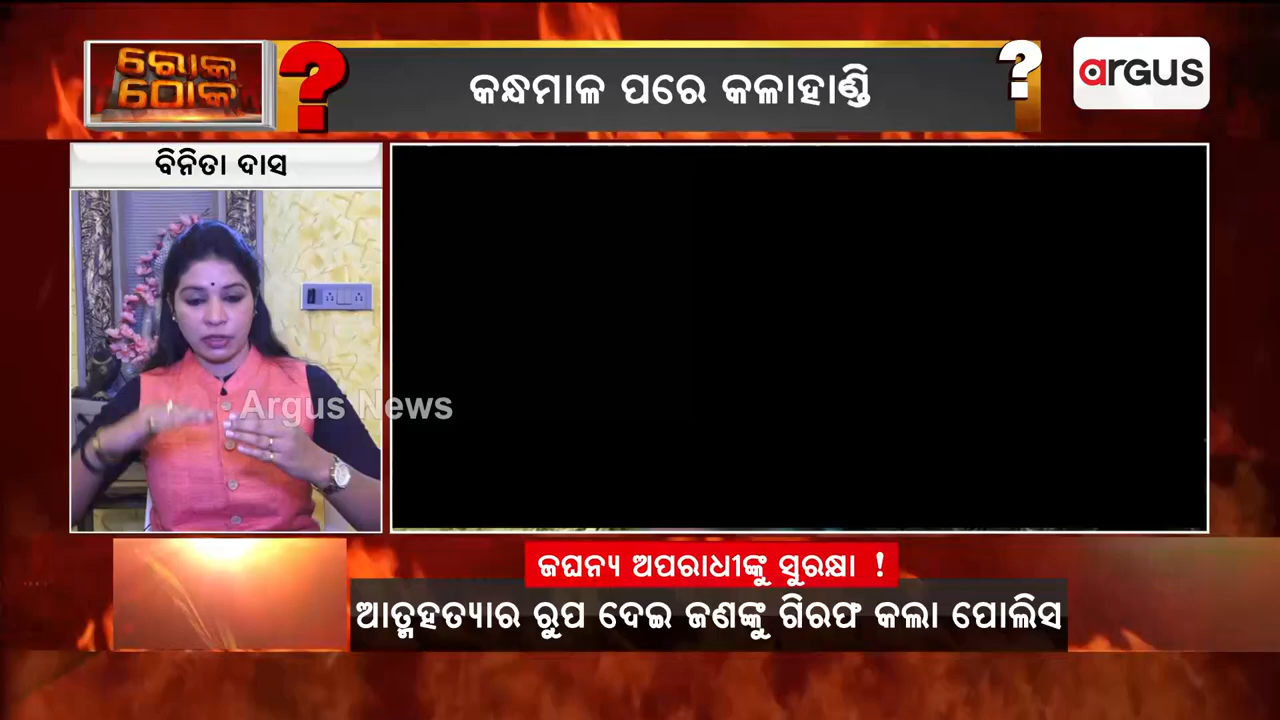 ରୋକ
ଠୋକ
କନ୍ଧମାଳ ପରେ କଳାହାଣ୍ଡି
argus
ବିନିତା ଦାସ
Argus News
ଜଘନ୍ୟ ଅପରାଧୀଙ୍କୁ ସୁରକ୍ଷା !
ଆତ୍ମହତ୍ୟାର ରୁପ ଦେଇ ଜଣଙ୍କୁ ଗିରଫ କଲା ପୋଲିସ